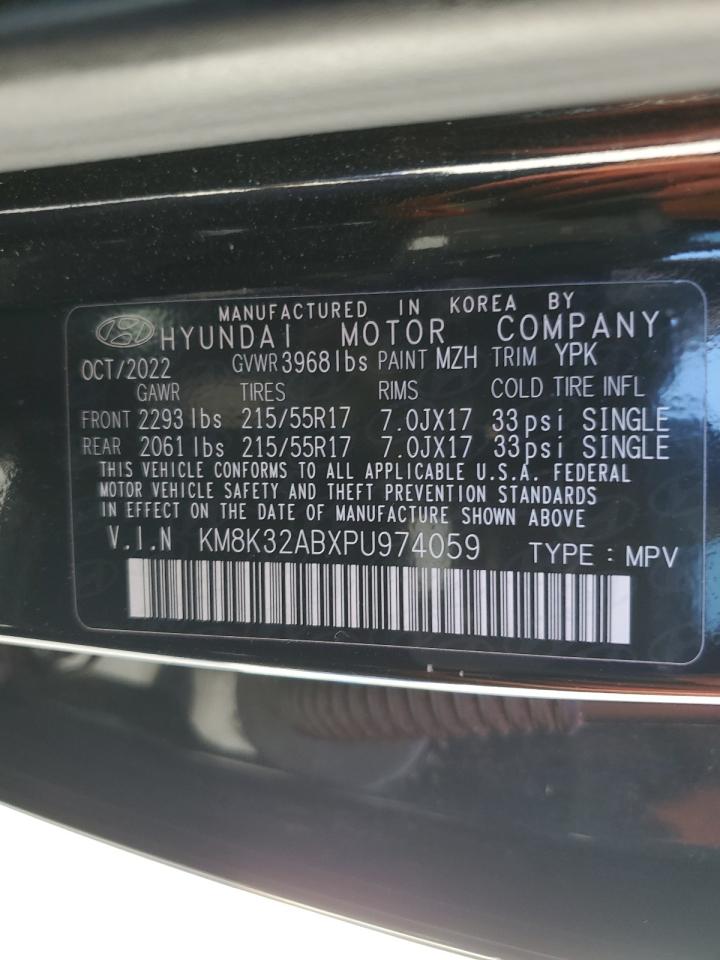 MANUFACTURED IN KOREA BY
HYUNDAI MOTOR COMPANY
OCT/2022 GVWR 3968lbs PAINT MZH TRIM YPK
GAWR TIRES RIMS COLD TIRE INFL
FRONT 2293 lbs 215/55R17 7.0JX17 33psi SINGLE
REAR 2061 lbs 215/55R17 7.0JX17 33psi SINGLE
THIS VEHICLE CONFORMS TO ALL APPLICABLE U.S.A. FEDERAL
MOTOR VEHICLE SAFETY AND THEFT PREVENTION STANDARDS
IN EFFECT ON THE DATE OF MANUFACTURE SHOWN ABOVE
V.I.N KM8K32ABXPU974059 TYPE : MPV